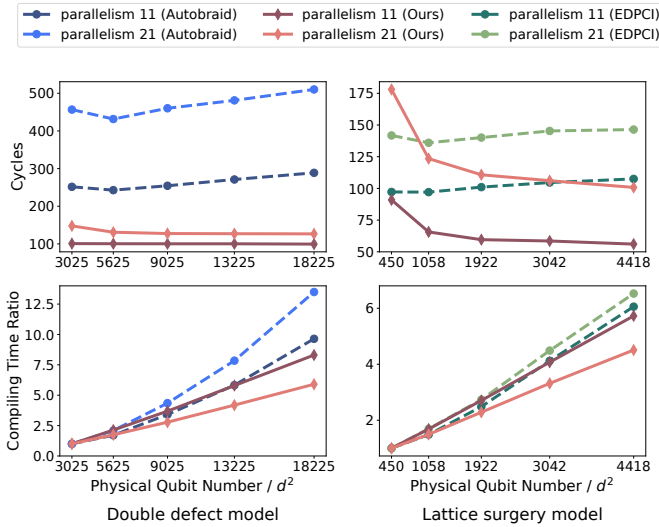 parallelism 11 (Autobraid) parallelism 11 (Ours) parallelism 11 (EDPCI)
parallelism 21 (Autobraid) parallelism 21 (Ours) parallelism 21 (EDPCI)
Cycles
500
400
300
200
100
3025 5625 9025 13225 18225
175
150
125
100
75
50
450 1058 1922 3042 4418
Compiling Time Ratio
12.5
10.0
7.5
5.0
2.5
0.0
3025 5625 9025 13225 18225
Physical Qubit Number / d²
Double defect model
6
4
2
450 1058 1922 3042 4418
Physical Qubit Number / d²
Lattice surgery model